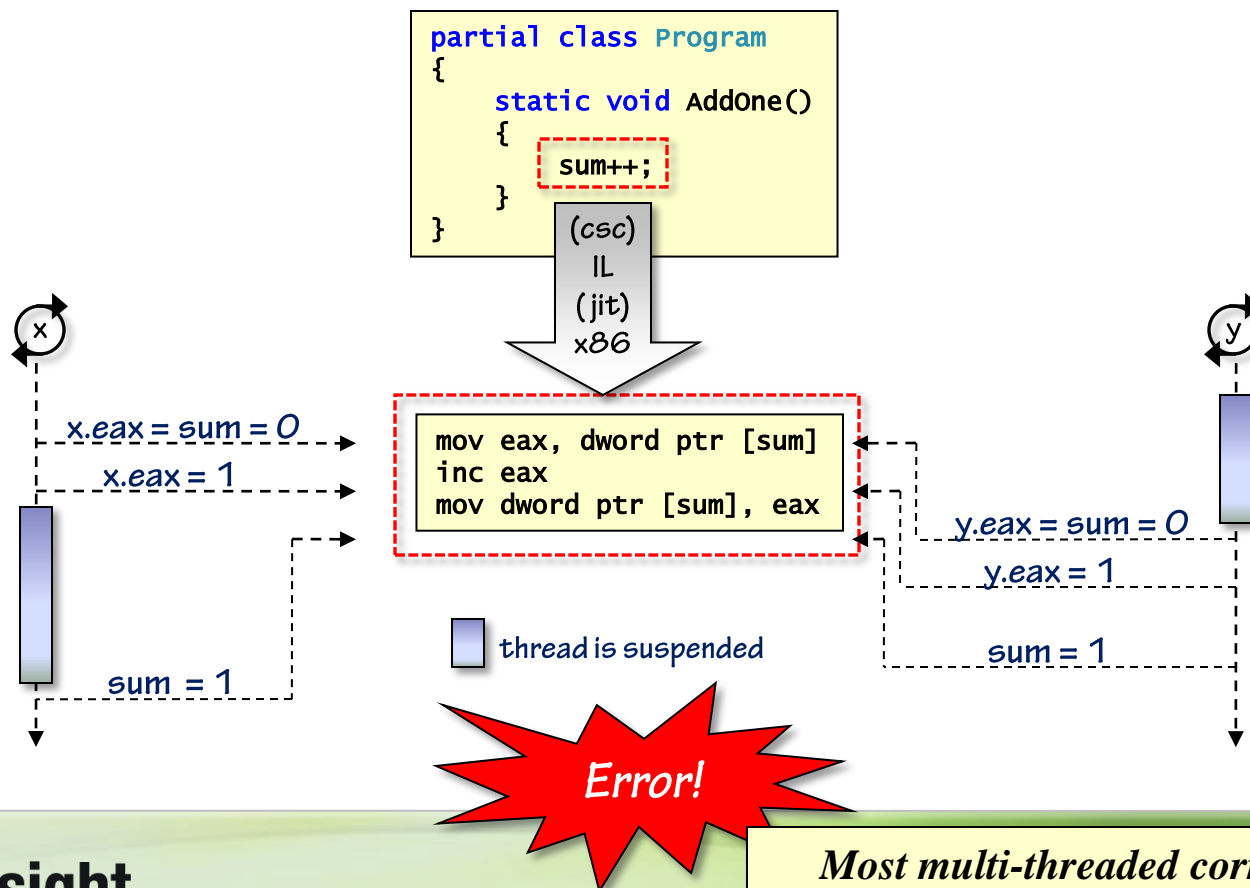 partial class Program
{
static void AddOne()
{
sum++;
}
}
(csc)
IL
(jit)
x86
x
y
x.eax = sum = 0
x.eax = 1
sum = 1
mov eax, dword ptr [sum]
inc eax
mov dword ptr [sum], eax
y.eax = sum = 0
y.eax = 1
sum = 1
thread is suspended
Error!
Most multi-threaded